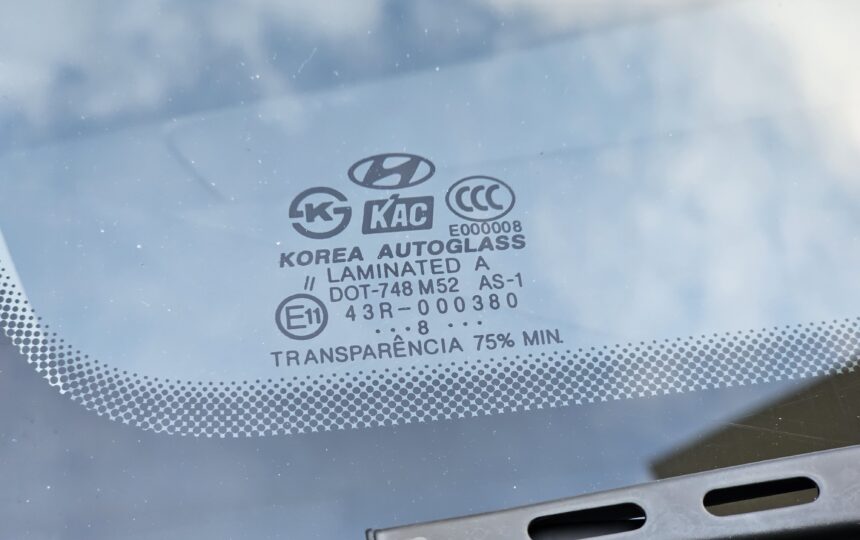 KAC
CCC
E000008
KOREA AUTOGLASS
// LAMINATED A
DOT-748 M52 AS-1
E11 43R-000380
...8 ...
TRANSPARÊNCIA 75% MIN.